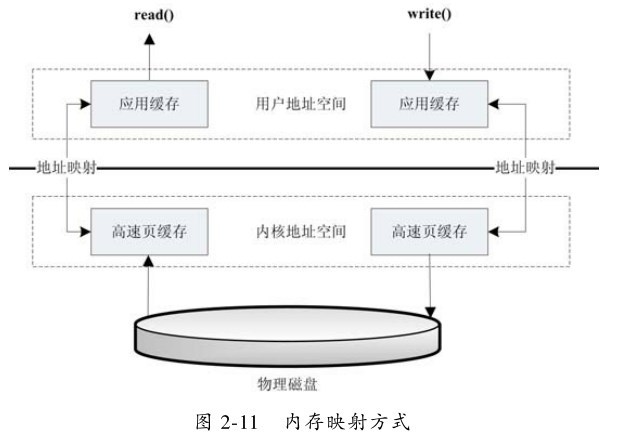 read() write()
应用缓存 用户地址空间 应用缓存
地址映射 地址映射
高速页缓存 内核地址空间 高速页缓存
物理磁盘
图 2-11 内存映射方式